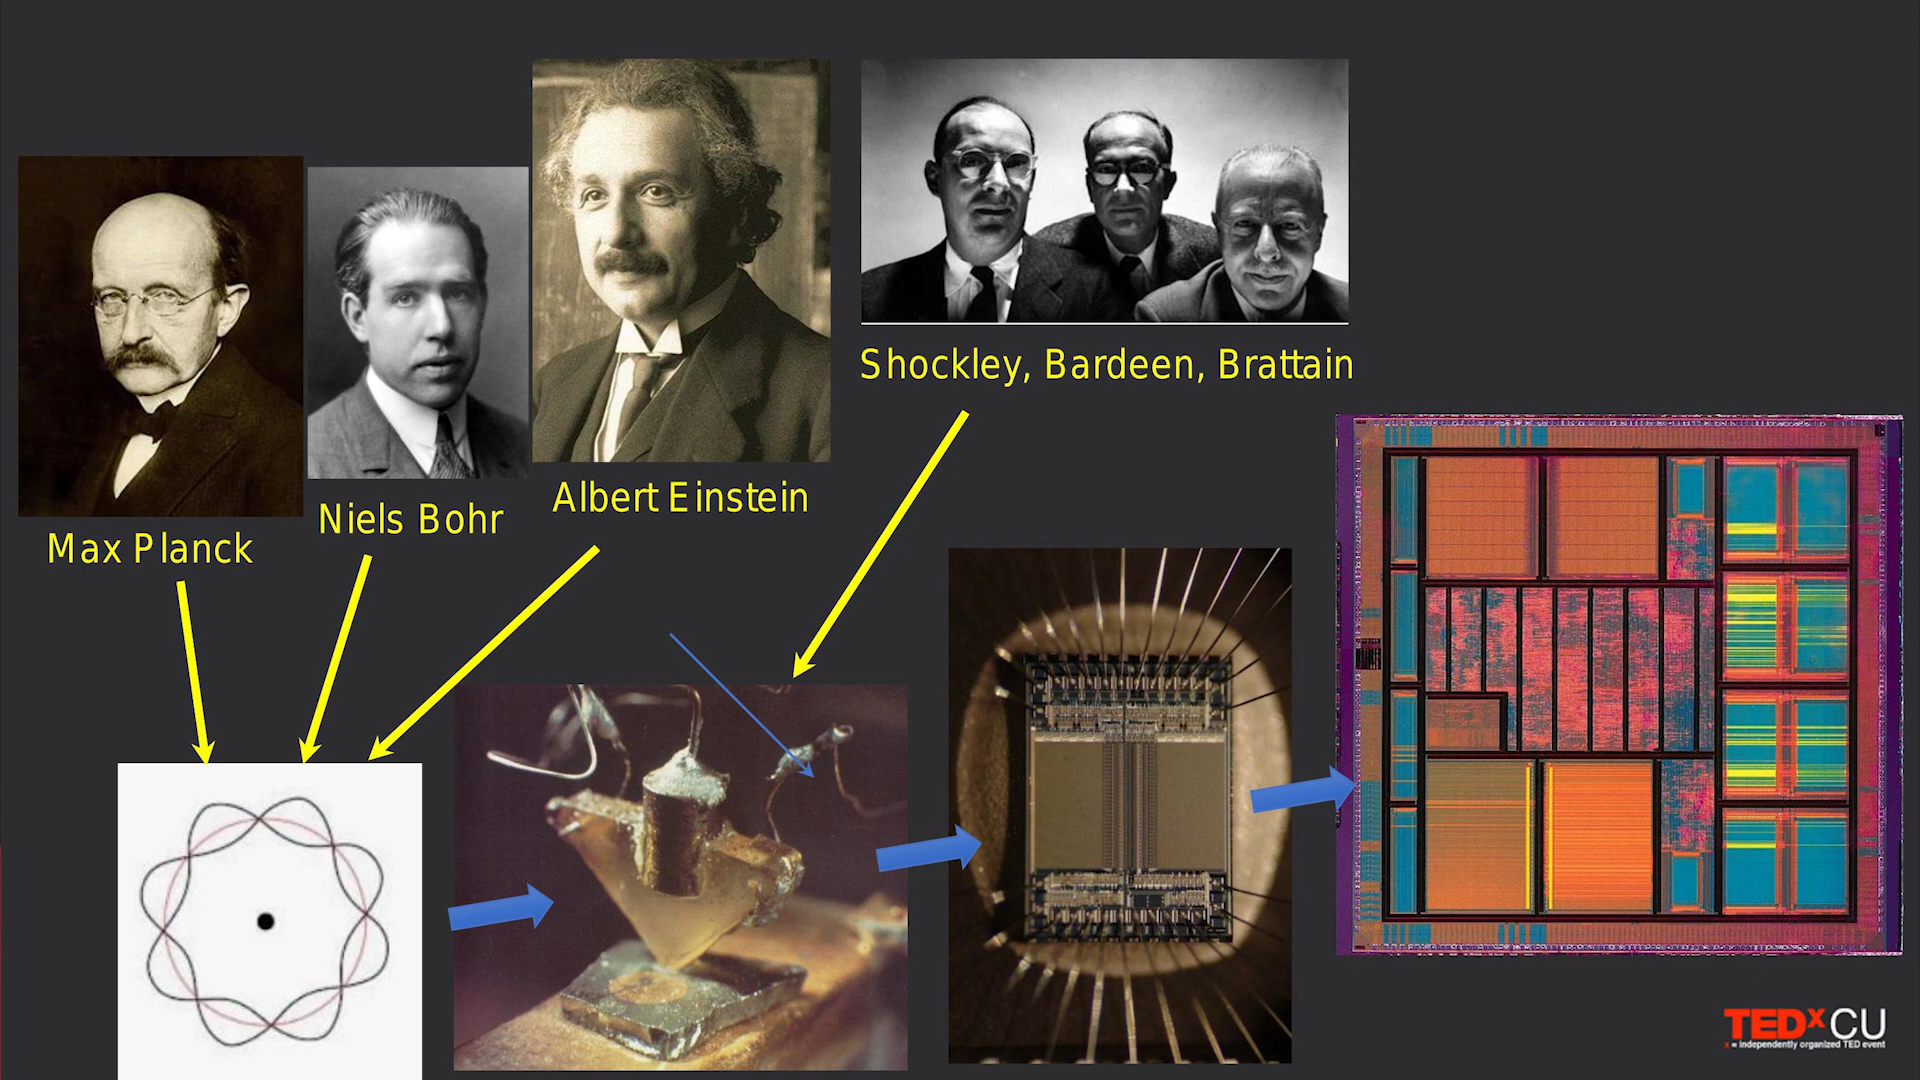 Max Planck
Niels Bohr
Albert Einstein
Shockley, Bardeen, Brattain
TEDxCU
x = independently organized TED event